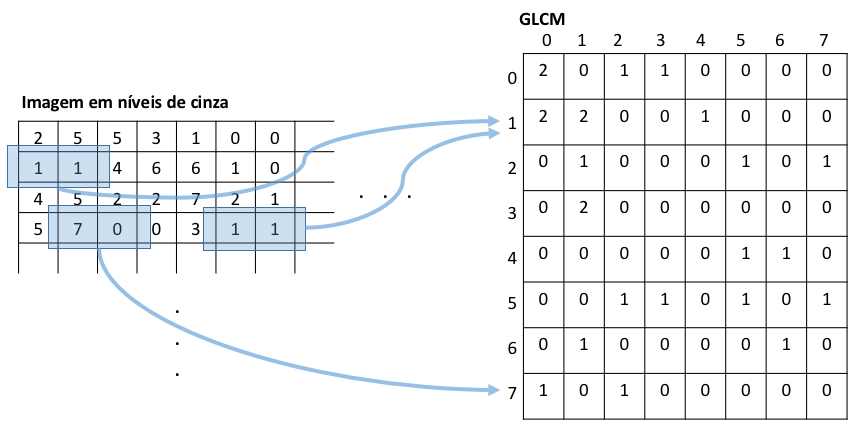 GLCM
0 1 2 3 4 5 6 7
0 2 0 1 1 0 0 0 0
1 2 2 0 0 1 0 0 0
2 0 1 0 0 0 1 0 1
3 0 2 0 0 0 0 0 0
4 0 0 0 0 0 1 1 0
5 0 0 1 1 0 1 0 1
6 0 1 0 0 0 0 1 0
7 1 0 1 0 0 0 0 0
Imagem em níveis de cinza
2 5 5 3 1 0 0
1 1 4 6 6 1 0
4 5 2 2 7 2 1
5 7 0 0 3 1 1
. . .
.
.
.